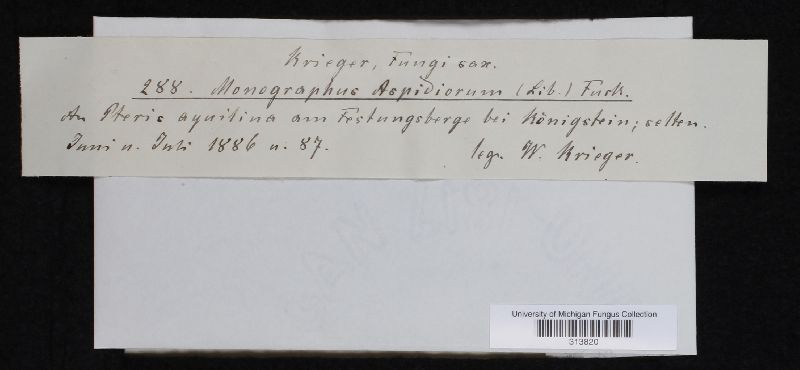 Krieger, Fungi sax.
288. Monographus Aspidiorum (Lib.) Fuck.
An Pteris aquilina am Festungsberge bei Königstein; selten.
Juni u. Juli 1886 u. 87.
leg. W. Krieger.
University of Michigan Fungus Collection
313820